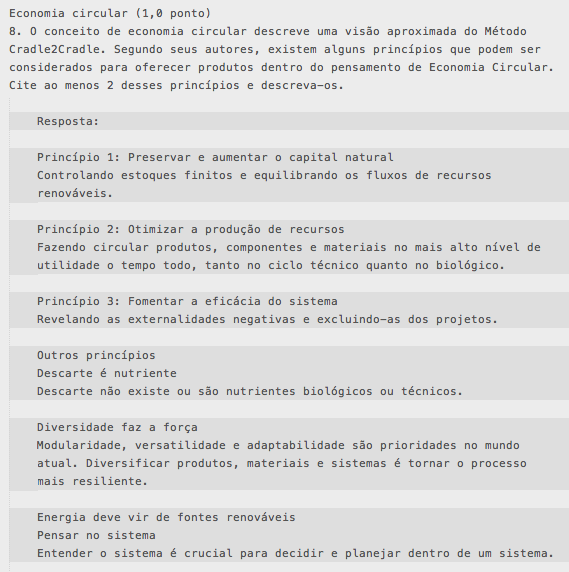 Economia circular (1,0 ponto)
8. O conceito de economia circular descreve uma visão aproximada do Método
Cradle2Cradle. Segundo seus autores, existem alguns princípios que podem ser
considerados para oferecer produtos dentro do pensamento de Economia Circular.
Cite ao menos 2 desses princípios e descreva-os.
Resposta:
Princípio 1: Preservar e aumentar o capital natural
Controlando estoques finitos e equilibrando os fluxos de recursos
renováveis.
Princípio 2: Otimizar a produção de recursos
Fazendo circular produtos, componentes e materiais no mais alto nível de
utilidade o tempo todo, tanto no ciclo técnico quanto no biológico.
Princípio 3: Fomentar a eficácia do sistema
Revelando as externalidades negativas e excluindo-as dos projetos.
Outros princípios
Descarte é nutriente
Descarte não existe ou são nutrientes biológicos ou técnicos.
Diversidade faz a força
Modularidade, versatilidade e adaptabilidade são prioridades no mundo
atual. Diversificar produtos, materiais e sistemas é tornar o processo
mais resiliente.
Energia deve vir de fontes renováveis
Pensar no sistema
Entender o sistema é crucial para decidir e planejar dentro de um sistema.